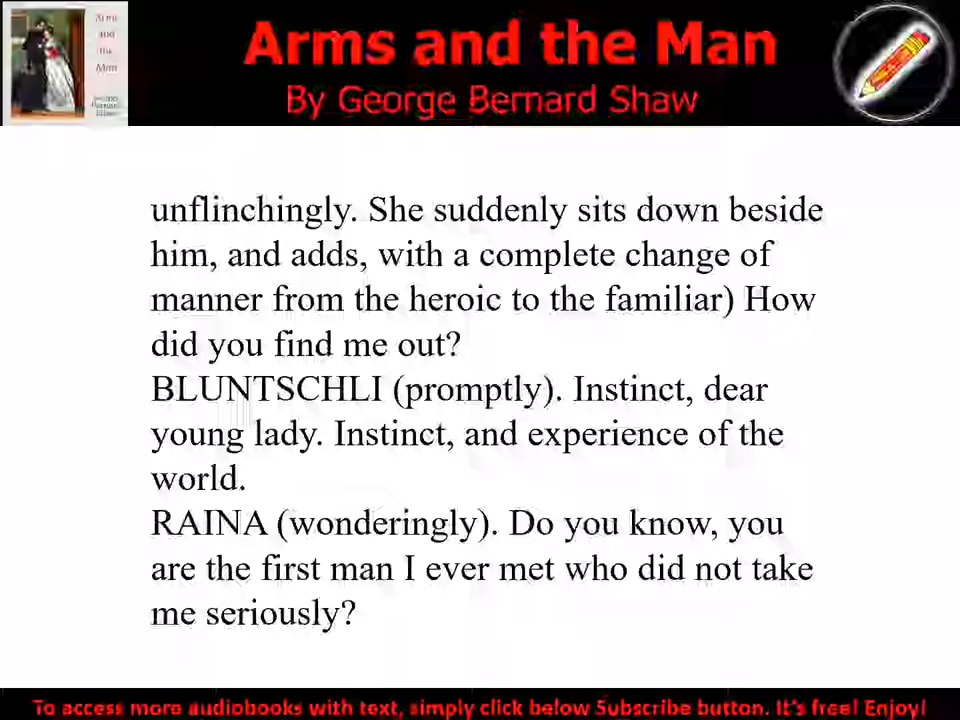 Arms
and
the
Man
Arms and the Man
By George Bernard Shaw
unflinchingly. She suddenly sits down beside
him, and adds, with a complete change of
manner from the heroic to the familiar) How
did you find me out?
BLUNTSCHLI (promptly). Instinct, dear
young lady. Instinct, and experience of the
world.
RAINA (wonderingly). Do you know, you
are the first man I ever met who did not take
me seriously?
To access more audiobooks with text, simply click below Subscribe button. It's free! Enjoy!